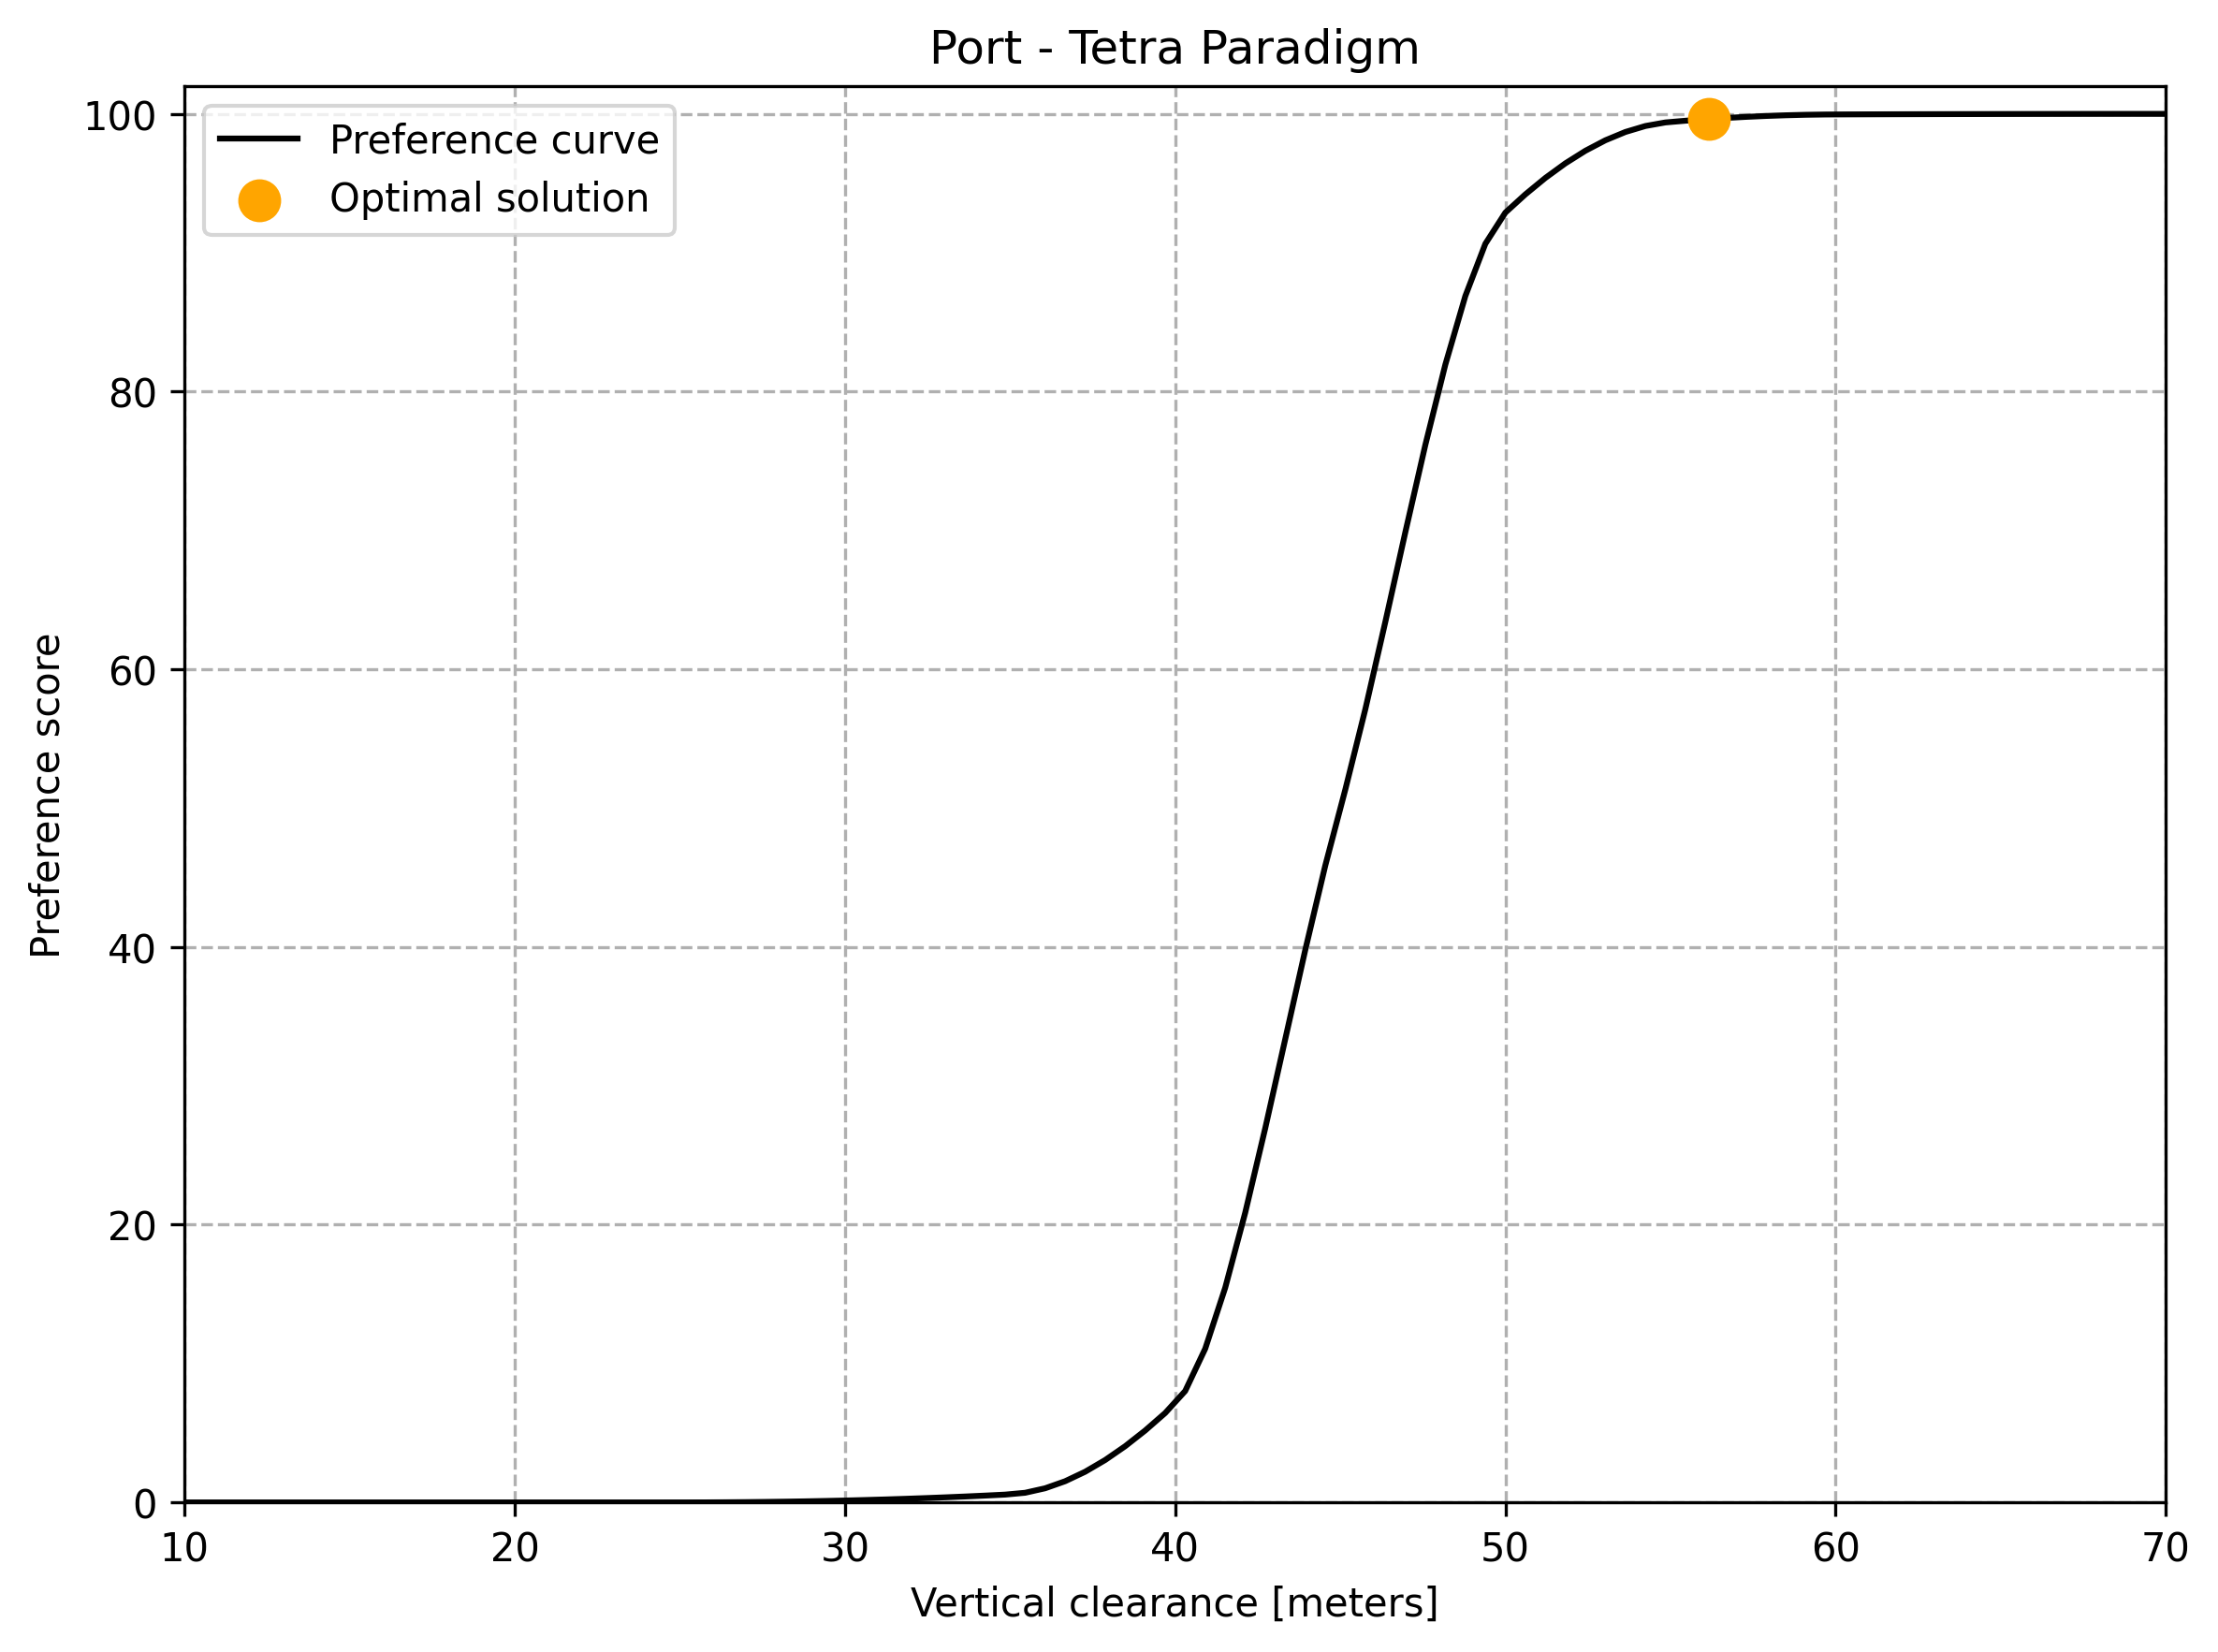 Port - Tetra Paradigm
Preference curve
Optimal solution
100
80
60
40
20
0
Preference score
10 20 30 40 50 60 70
Vertical clearance [meters]